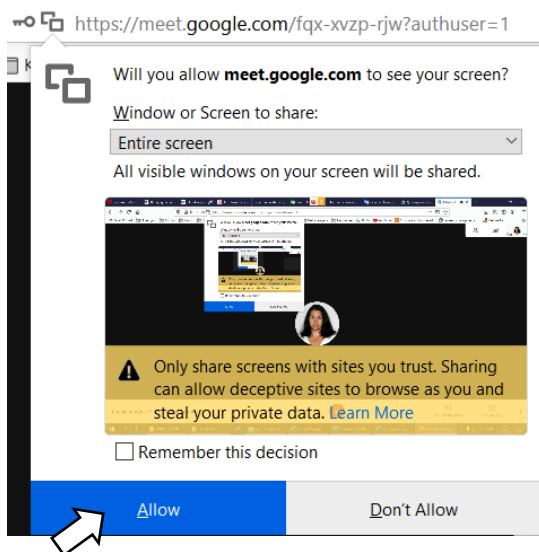 https://meet.google.com/fqx-xvzp-rjw?authuser=1
K
Will you allow meet.google.com to see your screen?
Window or Screen to share:
Entire screen
All visible windows on your screen will be shared.
Only share screens with sites you trust. Sharing
can allow deceptive sites to browse as you and
steal your private data. Learn More
Remember this decision
Allow Don't Allow